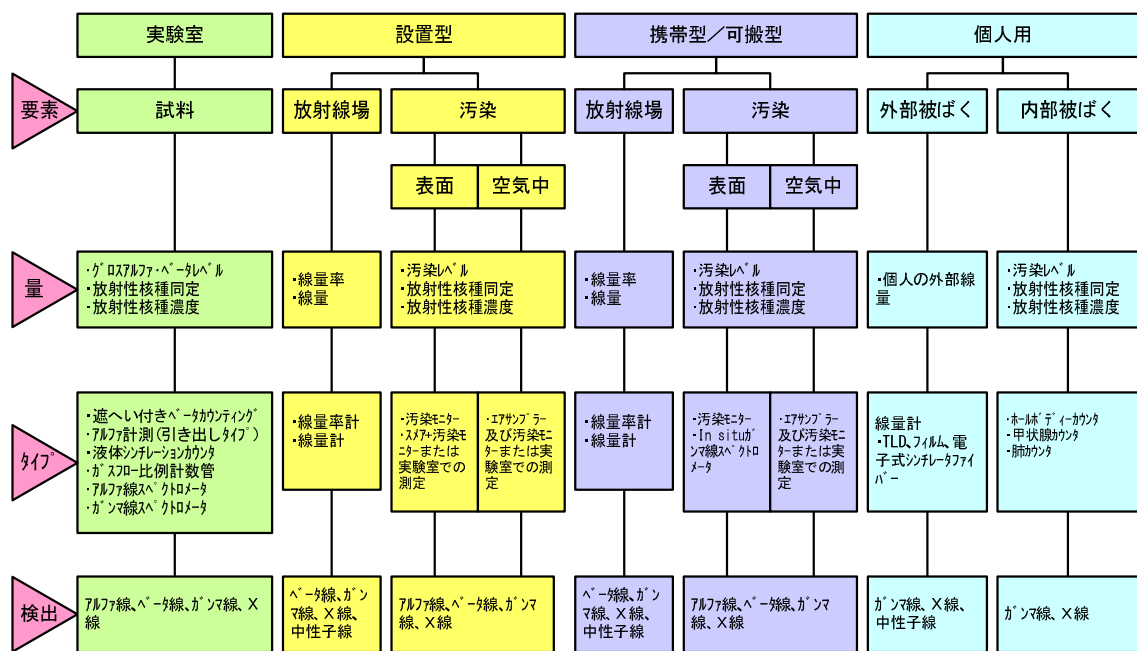 実験室
設置型
携帯型／可搬型
個人用
要素
試料
放射線場
汚染
放射線場
汚染
外部被ばく
内部被ばく
表面
空気中
表面
空気中
量
・ｸﾞﾛｽｱﾙﾌｧ・ﾍﾞｰﾀﾚﾍﾞﾙ
・放射性核種同定
・放射性核種濃度
・線量率
・線量
・汚染ﾚﾍﾞﾙ
・放射性核種同定
・放射性核種濃度
・線量率
・線量
・汚染ﾚﾍﾞﾙ
・放射性核種同定
・放射性核種濃度
・個人の外部線
量
・汚染ﾚﾍﾞﾙ
・放射性核種同定
・放射性核種濃度
ﾀｲﾌﾟ
・遮へい付きﾍﾞｰﾀｶｳﾝﾃｨﾝｸﾞ
・ｱﾙﾌｧ計測(引き出しﾀｲﾌﾟ)
・液体ｼﾝﾁﾚｰｼｮﾝｶｳﾝﾀ
・ｶﾞｽﾌﾛｰ比例計数管
・ｱﾙﾌｧ線ｽﾍﾟｸﾄﾛﾒｰﾀ
・ｶﾞﾝﾏ線ｽﾍﾟｸﾄﾛﾒｰﾀ
・線量率計
・線量計
・汚染ﾓﾆﾀｰ
・ｽﾒｱ+汚染ﾓ
ﾆﾀｰまたは
実験室での
測定
・ｴｱｻﾝﾌﾟﾗｰ
及び汚染ﾓﾆ
ﾀｰまたは実
験室での測
定
・線量率計
・線量計
・汚染ﾓﾆﾀｰ
・In situｶﾞ
ﾝﾏ線ｽﾍﾟｸﾄﾛ
ﾒｰﾀ
・ｴｱｻﾝﾌﾟﾗｰ
及び汚染ﾓﾆ
ﾀｰまたは実
験室での測
定
線量計
・TLD､ﾌｨﾙﾑ､電
子式ｼﾝﾁﾚｰﾀﾌｧｲ
ﾊﾞｰ
・ﾎｰﾙﾎﾞﾃﾞｨｰｶｳﾝﾀ
・甲状腺ｶｳﾝﾀ
・肺ｶｳﾝﾀ
検出
ｱﾙﾌｧ線､ﾍﾞｰﾀ線､ｶﾞﾝﾏ線､Ｘ
線
ﾍﾞｰﾀ線､ｶﾞﾝ
ﾏ線､Ｘ線､
中性子線
ｱﾙﾌｧ線､ﾍﾞｰﾀ線､ｶﾞﾝﾏ
線､Ｘ線
ﾍﾞｰﾀ線､ｶﾞﾝ
ﾏ線､Ｘ線､
中性子線
ｱﾙﾌｧ線､ﾍﾞｰﾀ線､ｶﾞﾝﾏ
線､Ｘ線
ｶﾞﾝﾏ線､Ｘ線､
中性子線
ｶﾞﾝﾏ線､Ｘ線